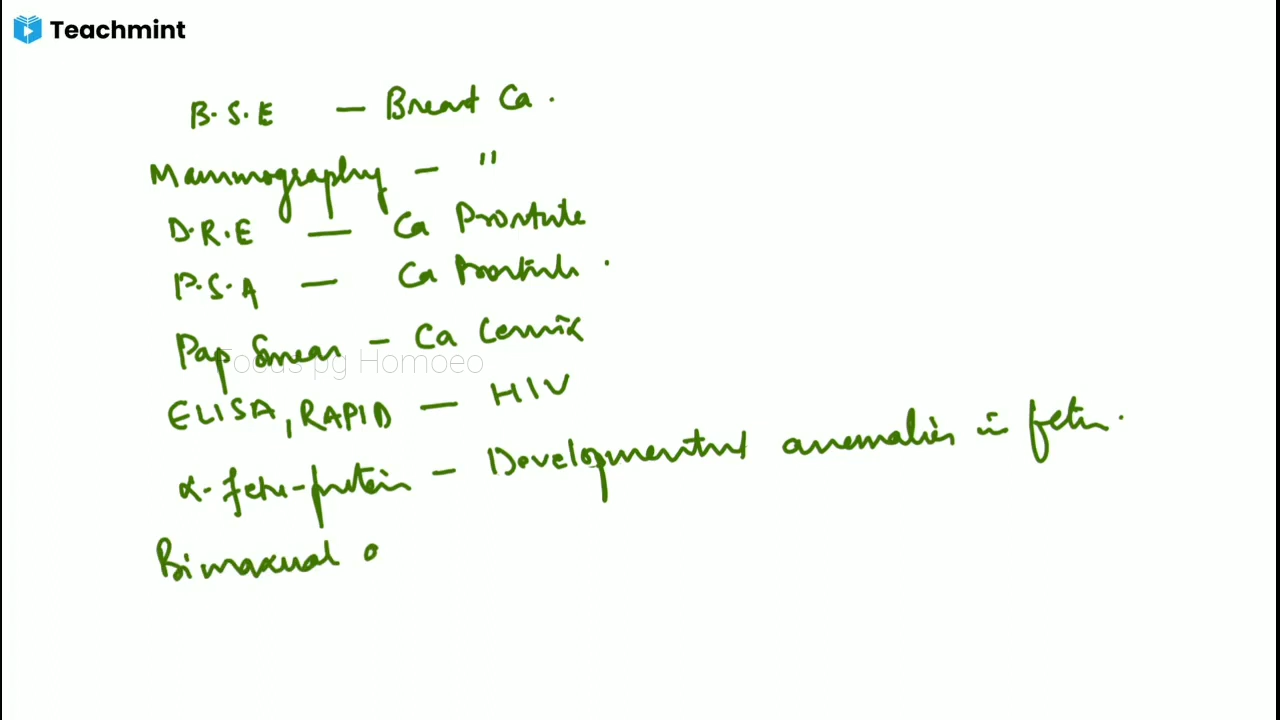 Teachmint
B.S.E — Breast Ca.
Mammography — "
D.R.E — Ca Prostate
P.S.A — Ca Prostate.
Pap Smear — Ca Cervix
Focus pg Homoeo
ELISA, RAPID — HIV
α-feto-protein — Developmental anomalies in fetus.
Bimanual o